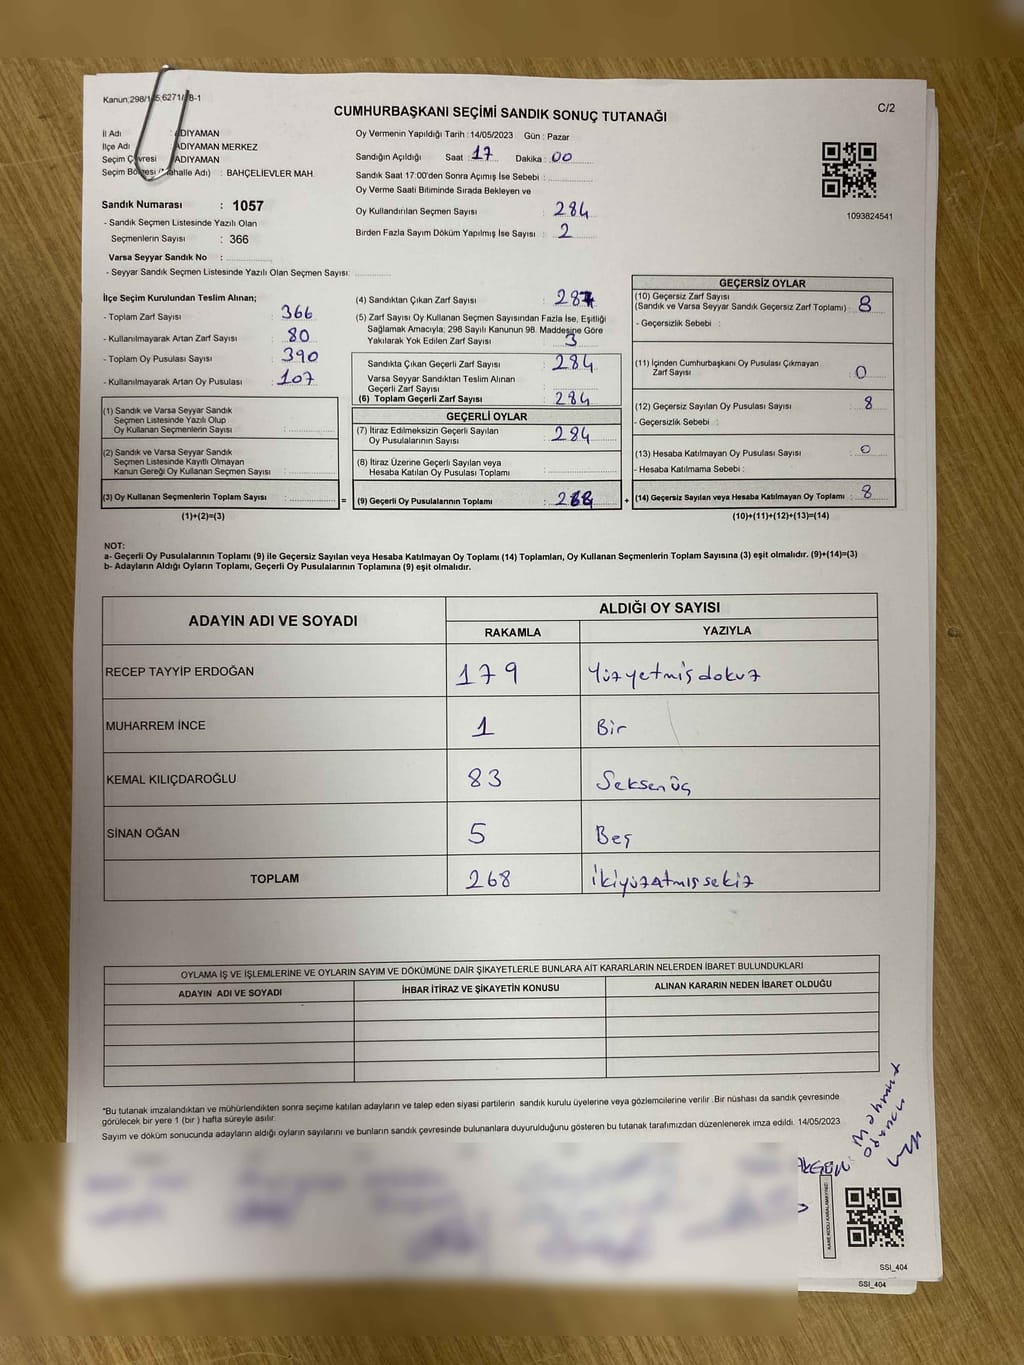 Kanun;298/1 5;6271/ B-1
CUMHURBAŞKANI SEÇİMİ SANDIK SONUÇ TUTANAĞI
C/2
İl Adı : ADIYAMAN
İlçe Adı ADIYAMAN MERKEZ
Seçim Çevresi ADIYAMAN
Seçim Bölgesi (Mahalle Adı) : BAHÇELİEVLER MAH.
Sandık Numarası : 1057
- Sandık Seçmen Listesinde Yazılı Olan
Seçmenlerin Sayısı : 366
Varsa Seyyar Sandık No :
- Seyyar Sandık Seçmen Listesinde Yazılı Olan Seçmen Sayısı:
Oy Vermenin Yapıldığı Tarih : 14/05/2023 Gün : Pazar
Sandığın Açıldığı Saat : 17 Dakika : 00
Sandık Saat 17:00'den Sonra Açımış İse Sebebi :
Oy Verme Saati Bitiminde Sırada Bekleyen ve
Oy Kullandırılan Seçmen Sayısı : 284
Birden Fazla Sayım Döküm Yapılmış İse Sayısı : 2
1093824541
İlçe Seçim Kurulundan Teslim Alınan;
- Toplam Zarf Sayısı : 366
- Kullanılmayarak Artan Zarf Sayısı : 80
- Toplam Oy Pusulası Sayısı : 390
- Kullanılmayarak Artan Oy Pusulası : 107
(1) Sandık ve Varsa Seyyar Sandık
Seçmen Listesinde Yazılı Olup
Oy Kullanan Seçmenlerin Sayısı :
(2) Sandık ve Varsa Seyyar Sandık
Seçmen Listesinde Kayıtlı Olmayan
Kanun Gereği Oy Kullanan Seçmen Sayısı :
(3) Oy Kullanan Seçmenlerin Toplam Sayısı :
(1)+(2)=(3)
(4) Sandıktan Çıkan Zarf Sayısı : 287
(5) Zarf Sayısı Oy Kullanan Seçmen Sayısından Fazla İse, Eşitliği
Sağlamak Amacıyla; 298 Sayılı Kanunun 98. Maddesine Göre
Yakılarak Yok Edilen Zarf Sayısı : 3
Sandıkta Çıkan Geçerli Zarf Sayısı : 284
Varsa Seyyar Sandıktan Teslim Alınan
Geçerli Zarf Sayısı :
(6) Toplam Geçerli Zarf Sayısı : 284
GEÇERLİ OYLAR
(7) İtiraz Edilmeksizin Geçerli Sayılan
Oy Pusulalarının Sayısı : 284
(8) İtiraz Üzerine Geçerli Sayılan veya
Hesaba Katılan Oy Pusulası Toplamı :
= (9) Geçerli Oy Pusulalarının Toplamı :
GEÇERSİZ OYLAR
(10) Geçersiz Zarf Sayısı
(Sandık ve Varsa Seyyar Sandık Geçersiz Zarf Toplamı) : 8
- Geçersizlik Sebebi :
(11) İçinden Cumhurbaşkanı Oy Pusulası Çıkmayan
Zarf Sayısı : 0
(12) Geçersiz Sayılan Oy Pusulası Sayısı : 8
- Geçersizlik Sebebi :
(13) Hesaba Katılmayan Oy Pusulası Sayısı : 0
- Hesaba Katılmama Sebebi :
+ (14) Geçersiz Sayılan veya Hesaba Katılmayan Oy Toplamı : 8
(10)+(11)+(12)+(13)=(14)
NOT:
a- Geçerli Oy Pusulalarının Toplamı (9) ile Geçersiz Sayılan veya Hesaba Katılmayan Oy Toplamı (14) Toplamları, Oy Kullanan Seçmenlerin Toplam Sayısına (3) eşit olmalıdır. (9)+(14)=(3)
b- Adayların Aldığı Oyların Toplamı, Geçerli Oy Pusulalarının Toplamına (9) eşit olmalıdır.
ADAYIN ADI VE SOYADI ALDIĞI OY SAYISI
RAKAMLA YAZIYLA
RECEP TAYYİP ERDOĞAN 179 Yüzyetmişdokuz
MUHARREM İNCE 1 Bir
KEMAL KILIÇDAROĞLU 83 Seksenüç
SİNAN OĞAN 5 Beş
TOPLAM 268 İkiyüzatmışsekiz
OYLAMA İŞ VE İŞLEMLERİNE VE OYLARIN SAYIM VE DÖKÜMÜNE DAİR ŞİKAYETLERLE BUNLARA AİT KARARLARIN NELERDEN İBARET BULUNDUKLARI
ADAYIN ADI VE SOYADI İHBAR İTİRAZ VE ŞİKAYETİN KONUSU ALINAN KARARIN NEDEN İBARET OLDUĞU
*Bu tutanak imzalandıktan ve mühürlendikten sonra seçime katılan adayların ve talep eden siyasi partilerin sandık kurulu üyelerine veya gözlemcilerine verilir .Bir nüshası da sandık çevresinde
görülecek bir yere 1 (bir ) hafta süreyle asılır.
Sayım ve döküm sonucunda adayların aldığı oyların sayılarını ve bunların sandık çevresinde bulunanlara duyurulduğunu gösteren bu tutanak tarafımızdan düzenlenerek imza edildi. 14/05/2023
Mahmut
KARE KODU KARALAMAYINIZ
SSİ_404
SSİ_404